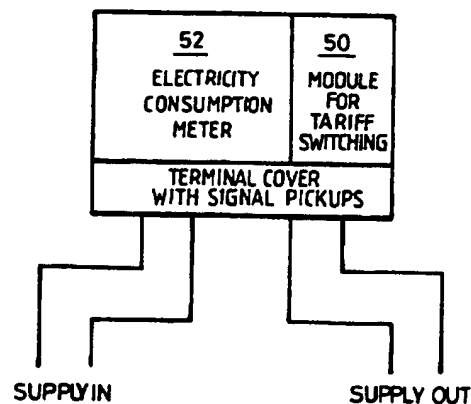 52
ELECTRICITY
CONSUMPTION
METER
50
MODULE
FOR
TARIFF
SWITCHING
TERMINAL COVER
WITH SIGNAL PICKUPS
SUPPLY IN
SUPPLY OUT